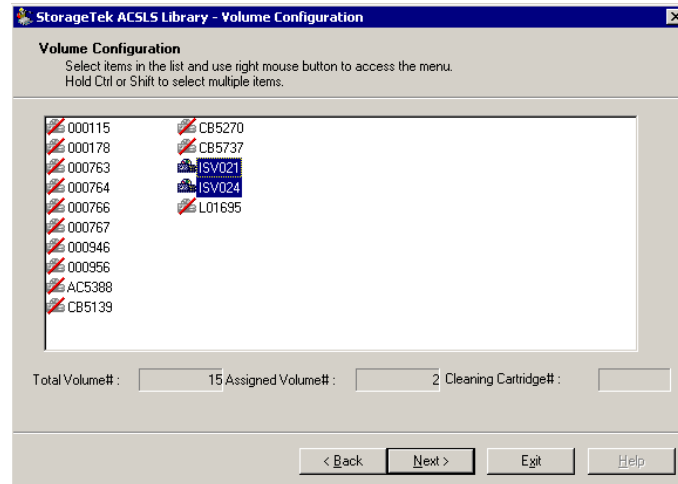 StorageTek ACSLS Library - Volume Configuration
Volume Configuration
Select items in the list and use right mouse button to access the menu.
Hold Ctrl or Shift to select multiple items.
000115
000178
000763
000764
000766
000767
000946
000956
AC5388
CB5139
CB5270
CB5737
ISV021
ISV024
L01695
Total Volume# : 15 Assigned Volume# : 2 Cleaning Cartridge# :
< Back Next > Exit Help